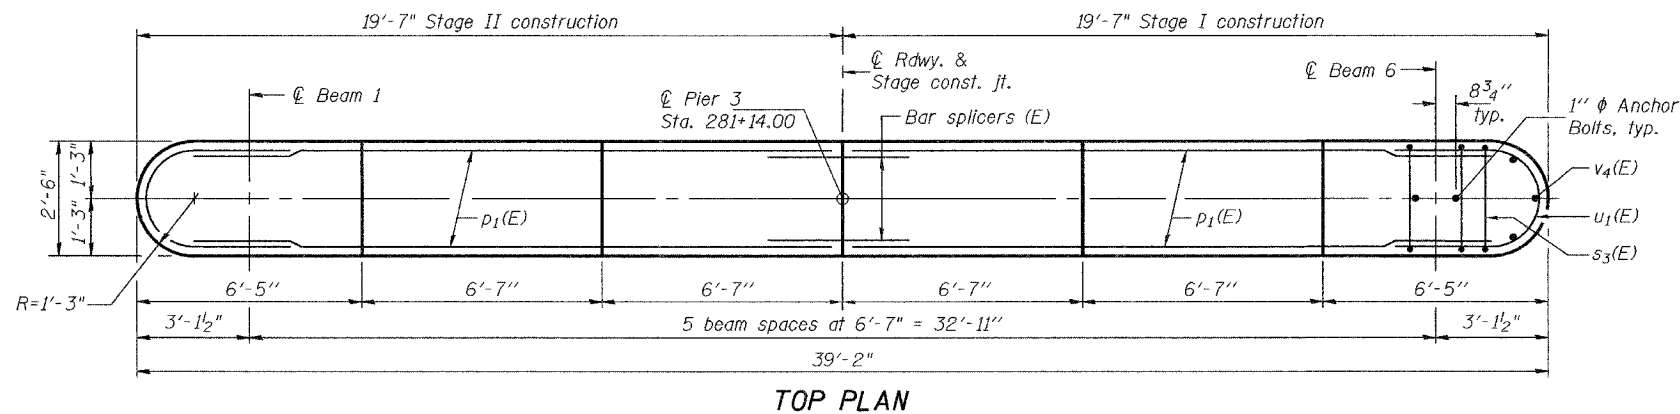 19'-7" Stage II construction
19'-7" Stage I construction
℄ Rdwy. &
Stage const. jt.
℄ Beam 1
℄ Pier 3
Sta. 281+14.00
Bar splicers (E)
℄ Beam 6
8¾"
typ.
1" ϕ Anchor
Bolts, typ.
2'-6"
1'-3"
1'-3"
p₁(E)
p₁(E)
v₄(E)
u₁(E)
s₃(E)
R=1'-3"
6'-5"
6'-7"
6'-7"
6'-7"
6'-7"
6'-5"
3'-1½"
5 beam spaces at 6'-7" = 32'-11"
3'-1½"
39'-2"
TOP PLAN